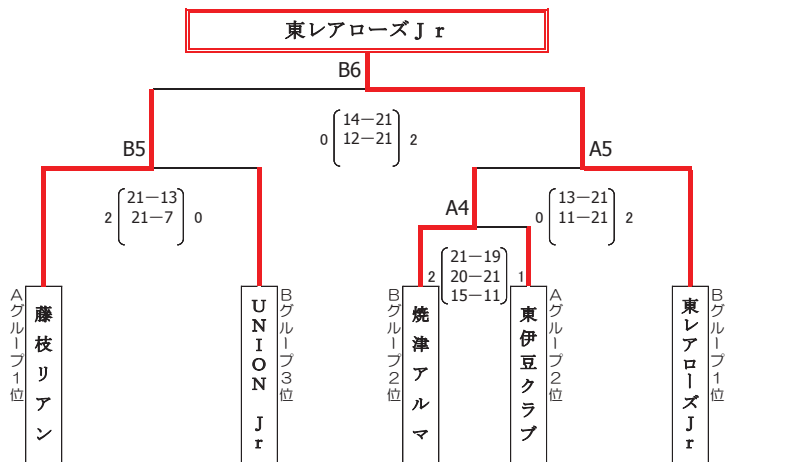 東レアローズＪｒ
B6
14－21
0 12－21 2
B5
A5
21－13
2 21－7 0
A4
13－21
0 11－21 2
21－19
2 20－21 1
15－11
Ａグループ１位
藤枝リアン
ＵＮＩＯＮ Ｊｒ
Ｂグループ３位
Ｂグループ２位
焼津アルマ
東伊豆クラブ
Ａグループ２位
東レアローズＪｒ
Ｂグループ１位